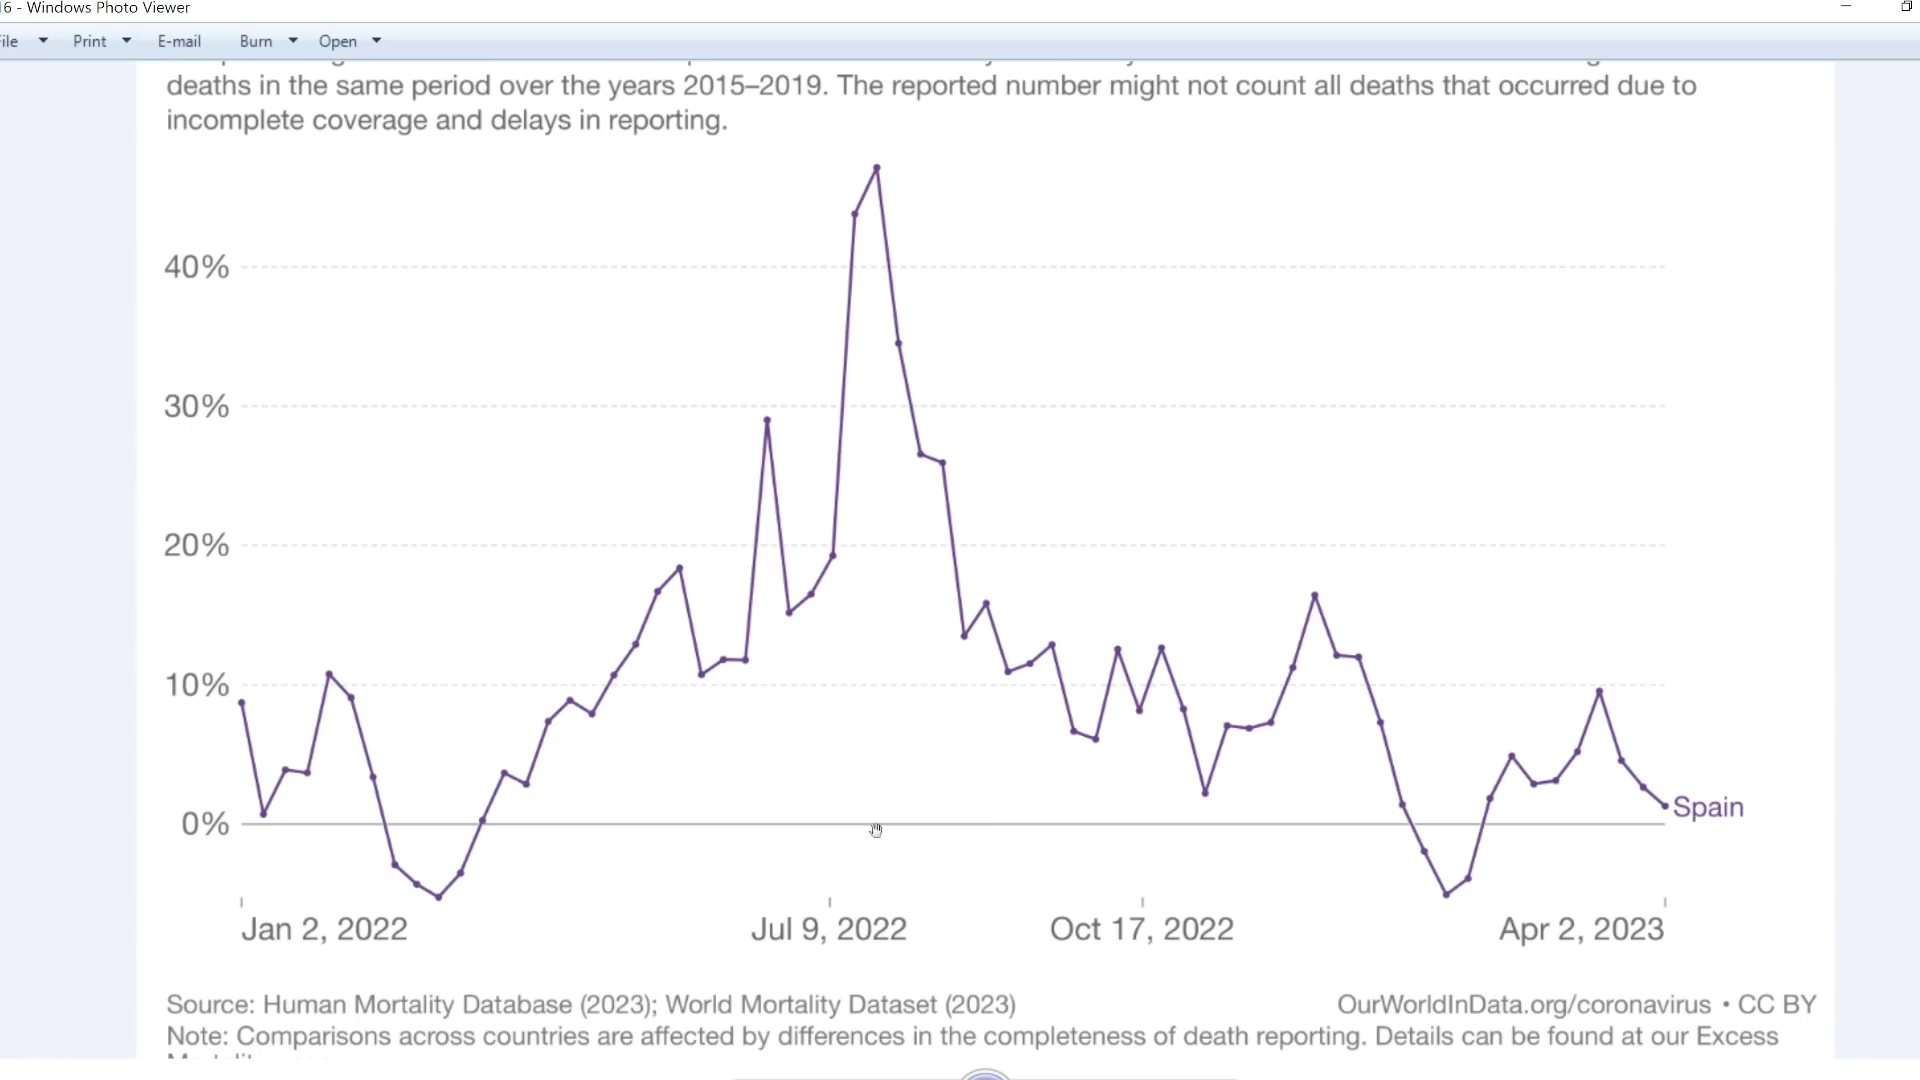 6 - Windows Photo Viewer
Print E-mail Burn Open
deaths in the same period over the years 2015–2019. The reported number might not count all deaths that occurred due to
incomplete coverage and delays in reporting.
40%
30%
20%
10%
0%
Spain
Jan 2, 2022 Jul 9, 2022 Oct 17, 2022 Apr 2, 2023
Source: Human Mortality Database (2023); World Mortality Dataset (2023) OurWorldInData.org/coronavirus • CC BY
Note: Comparisons across countries are affected by differences in the completeness of death reporting. Details can be found at our Excess